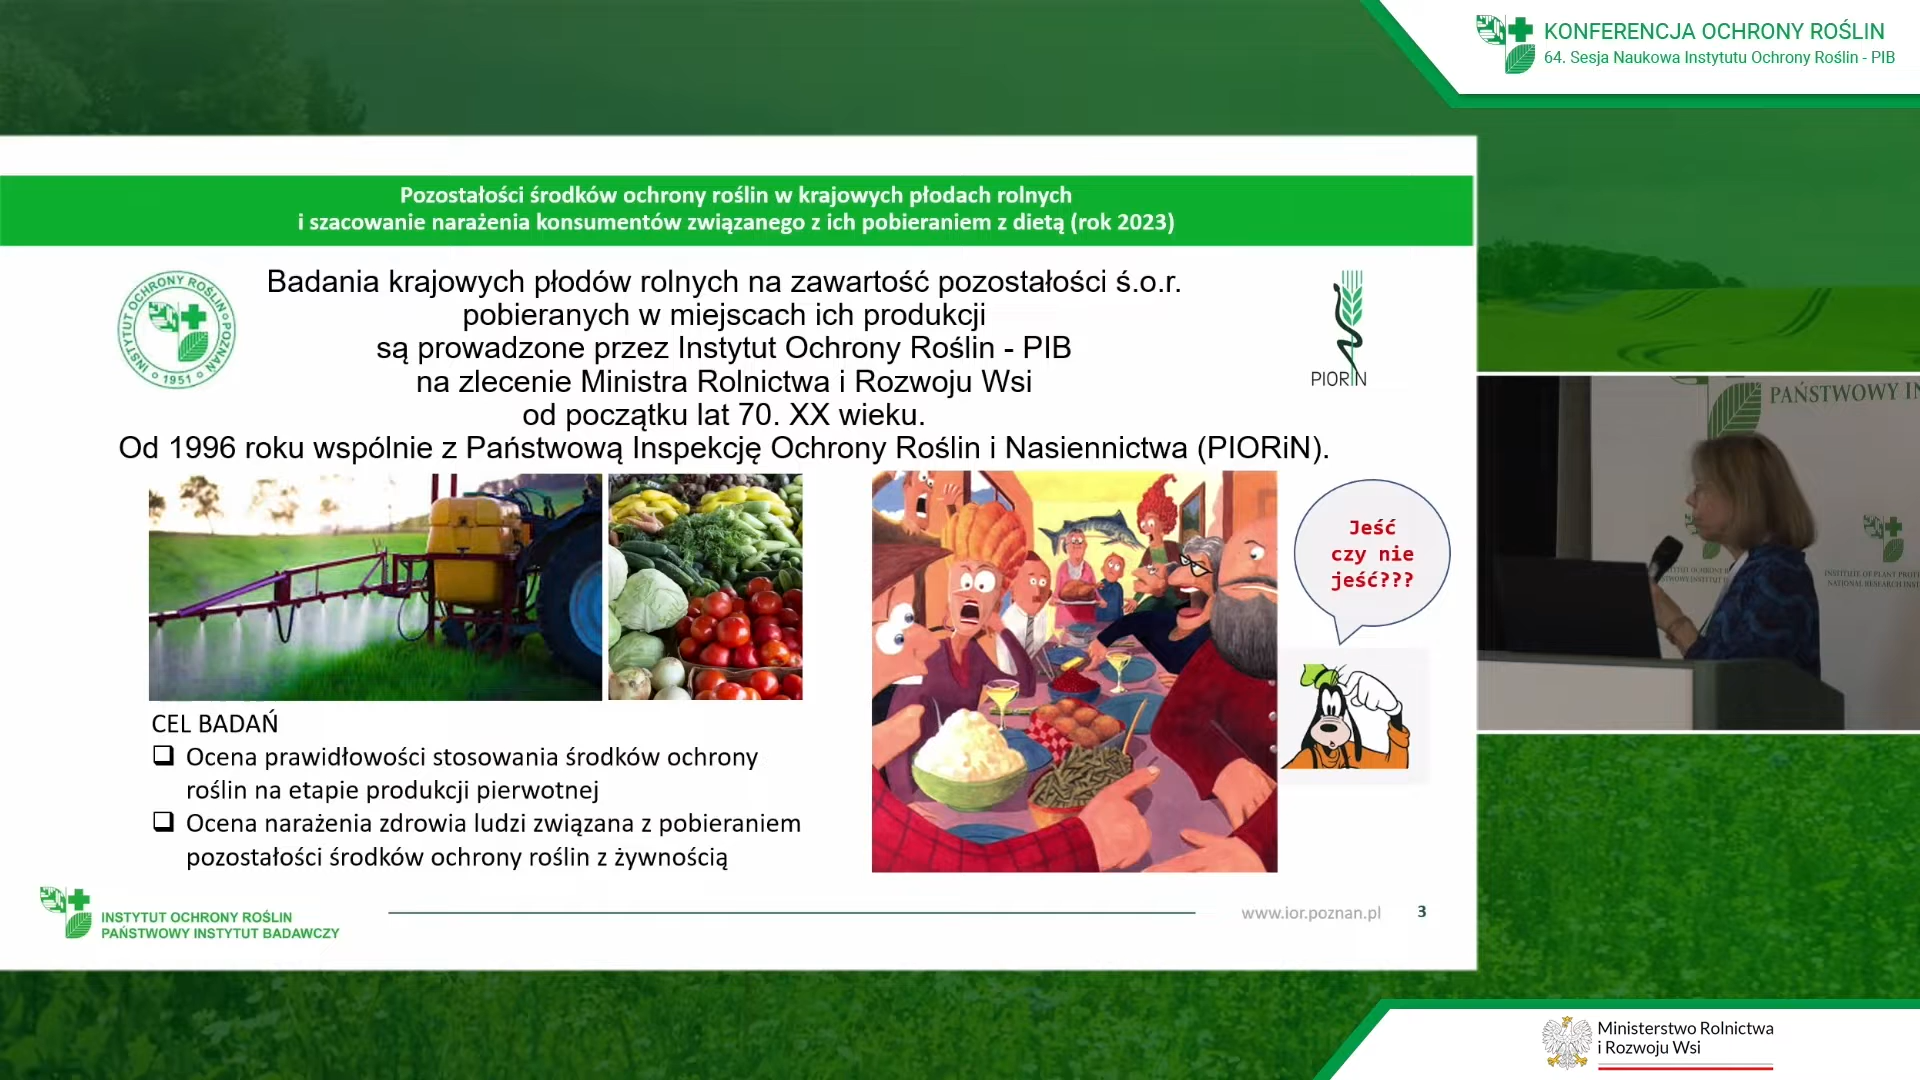 KONFERENCJA OCHRONY ROŚLIN
64. Sesja Naukowa Instytutu Ochrony Roślin - PIB
Pozostałości środków ochrony roślin w krajowych płodach rolnych
i szacowanie narażenia konsumentów związanego z ich pobieraniem z dietą (rok 2023)
INSTYTUT OCHRONY ROŚLIN POZNAŃ
1951
Badania krajowych płodów rolnych na zawartość pozostałości ś.o.r.
pobieranych w miejscach ich produkcji
są prowadzone przez Instytut Ochrony Roślin - PIB
na zlecenie Ministra Rolnictwa i Rozwoju Wsi
od początku lat 70. XX wieku.
Od 1996 roku wspólnie z Państwową Inspekcję Ochrony Roślin i Nasiennictwa (PIORiN).
PIORIN
PAŃSTWOWY IN
Jeść
czy nie
jeść???
CEL BADAŃ
Ocena prawidłowości stosowania środków ochrony
roślin na etapie produkcji pierwotnej
Ocena narażenia zdrowia ludzi związana z pobieraniem
pozostałości środków ochrony roślin z żywnością
INSTYTUT OCHRONY ROŚLIN
PAŃSTWOWY INSTYTUT BADAWCZY
www.ior.poznan.pl
3
Ministerstwo Rolnictwa
i Rozwoju Wsi